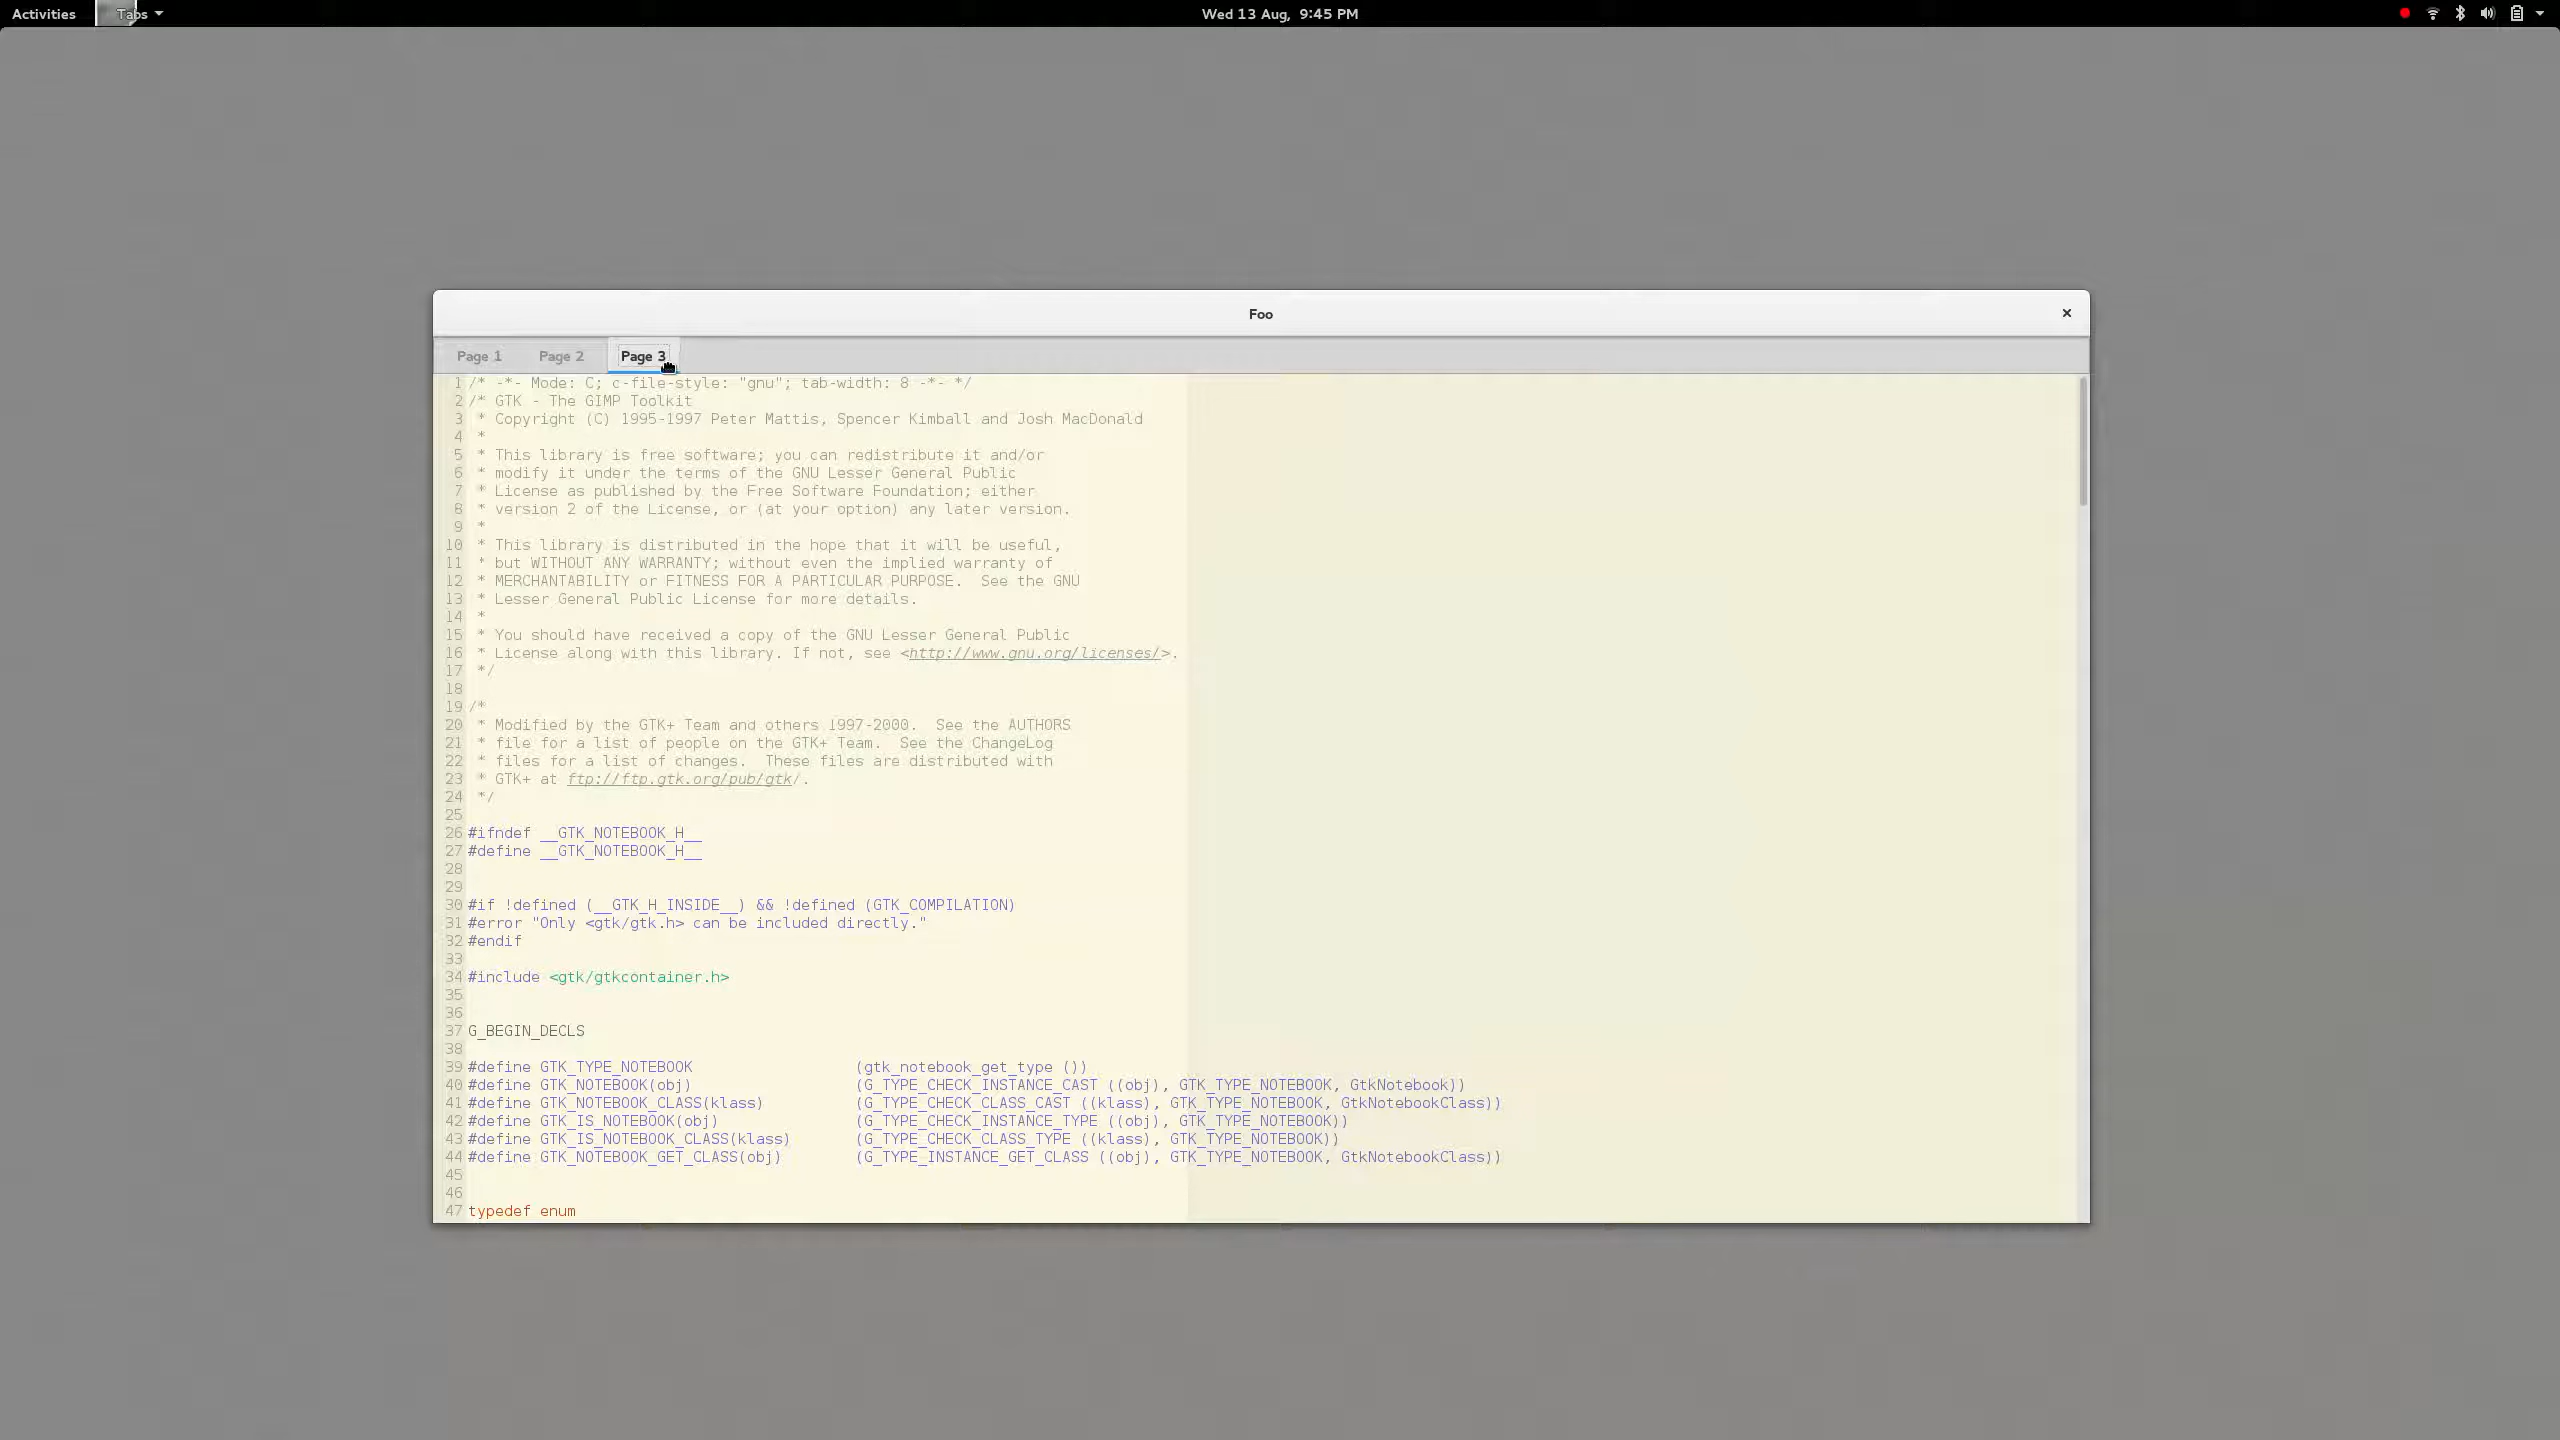 Activities Tabs Wed 13 Aug, 9:45 PM
Foo
Page 1 Page 2 Page 3
1 /* -*- Mode: C; c-file-style: "gnu"; tab-width: 8 -*- */
2 /* GTK - The GIMP Toolkit
3  * Copyright (C) 1995-1997 Peter Mattis, Spencer Kimball and Josh MacDonald
4  *
5  * This library is free software; you can redistribute it and/or
6  * modify it under the terms of the GNU Lesser General Public
7  * License as published by the Free Software Foundation; either
8  * version 2 of the License, or (at your option) any later version.
9  *
10  * This library is distributed in the hope that it will be useful,
11  * but WITHOUT ANY WARRANTY; without even the implied warranty of
12  * MERCHANTABILITY or FITNESS FOR A PARTICULAR PURPOSE.  See the GNU
13  * Lesser General Public License for more details.
14  *
15  * You should have received a copy of the GNU Lesser General Public
16  * License along with this library. If not, see <http://www.gnu.org/licenses/>.
17  */
18
19 /*
20  * Modified by the GTK+ Team and others 1997-2000.  See the AUTHORS
21  * file for a list of people on the GTK+ Team.  See the ChangeLog
22  * files for a list of changes.  These files are distributed with
23  * GTK+ at ftp://ftp.gtk.org/pub/gtk/.
24  */
25
26 #ifndef __GTK_NOTEBOOK_H__
27 #define __GTK_NOTEBOOK_H__
28
29
30 #if !defined (__GTK_H_INSIDE__) && !defined (GTK_COMPILATION)
31 #error "Only <gtk/gtk.h> can be included directly."
32 #endif
33
34 #include <gtk/gtkcontainer.h>
35
36
37 G_BEGIN_DECLS
38
39 #define GTK_TYPE_NOTEBOOK                  (gtk_notebook_get_type ())
40 #define GTK_NOTEBOOK(obj)                  (G_TYPE_CHECK_INSTANCE_CAST ((obj), GTK_TYPE_NOTEBOOK, GtkNotebook))
41 #define GTK_NOTEBOOK_CLASS(klass)          (G_TYPE_CHECK_CLASS_CAST ((klass), GTK_TYPE_NOTEBOOK, GtkNotebookClass))
42 #define GTK_IS_NOTEBOOK(obj)               (G_TYPE_CHECK_INSTANCE_TYPE ((obj), GTK_TYPE_NOTEBOOK))
43 #define GTK_IS_NOTEBOOK_CLASS(klass)       (G_TYPE_CHECK_CLASS_TYPE ((klass), GTK_TYPE_NOTEBOOK))
44 #define GTK_NOTEBOOK_GET_CLASS(obj)        (G_TYPE_INSTANCE_GET_CLASS ((obj), GTK_TYPE_NOTEBOOK, GtkNotebookClass))
45
46
47 typedef enum